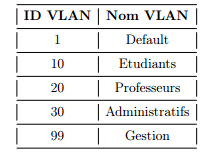 ID VLAN Nom VLAN
1 Default
10 Etudiants
20 Professeurs
30 Administratifs
99 Gestion